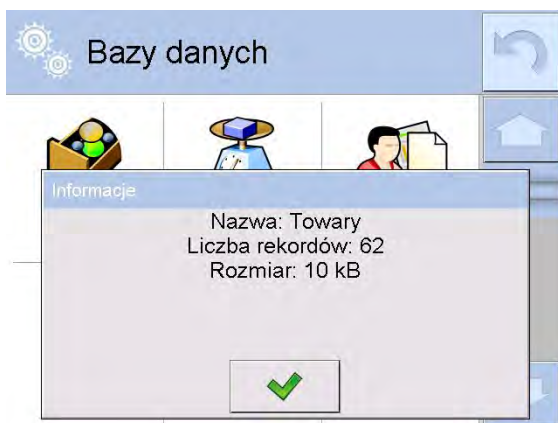 Bazy danych
Informacje
Nazwa: Towary
Liczba rekordów: 62
Rozmiar: 10 kB